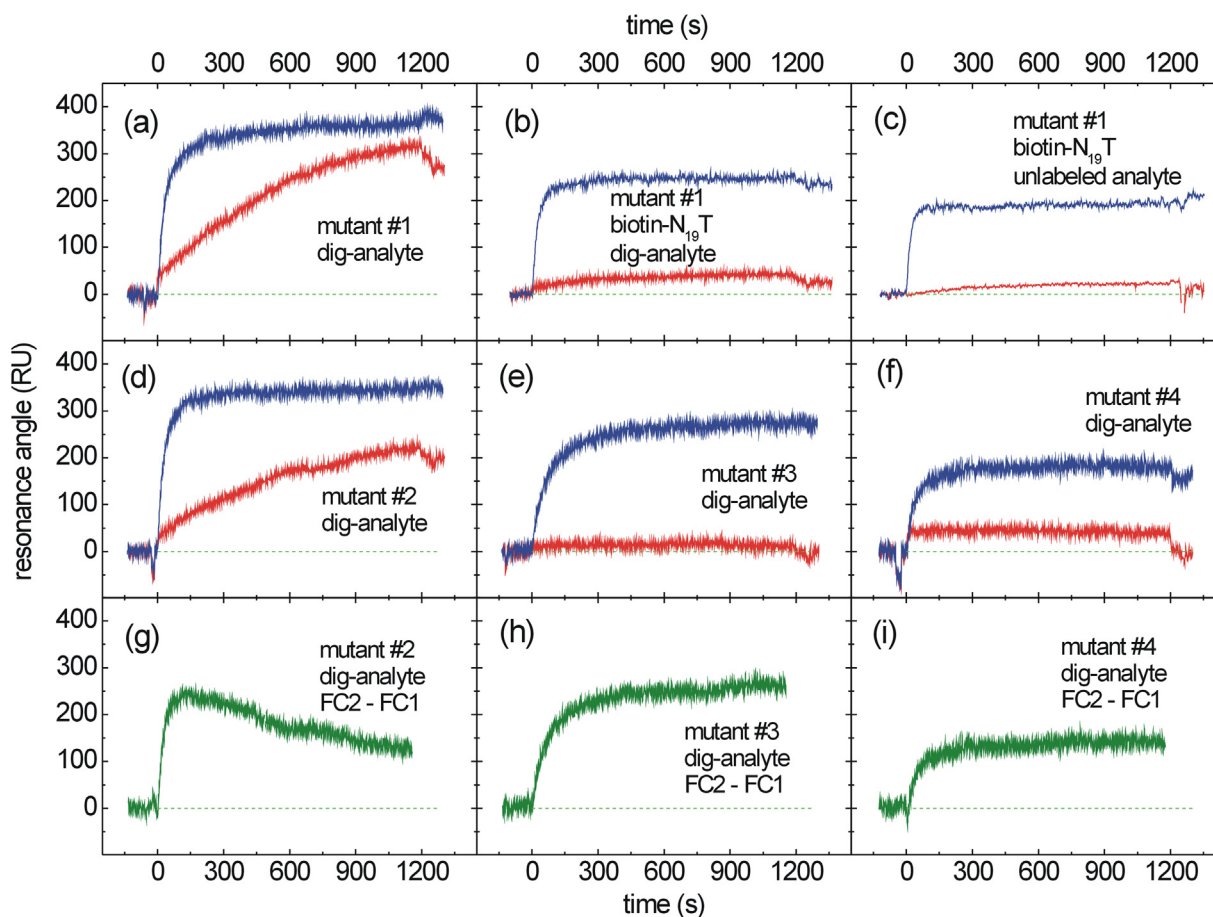 time (s)
0 300 600 900 1200 0 300 600 900 1200 0 300 600 900 1200
resonance angle (RU)
400
300
200
100
0
(a)
mutant #1
dig-analyte
(b)
mutant #1
biotin-N19T
dig-analyte
(c)
mutant #1
biotin-N19T
unlabeled analyte
400
300
200
100
0
(d)
mutant #2
dig-analyte
(e)
mutant #3
dig-analyte
(f)
mutant #4
dig-analyte
400
300
200
100
0
(g)
mutant #2
dig-analyte
FC2 - FC1
(h)
mutant #3
dig-analyte
FC2 - FC1
(i)
mutant #4
dig-analyte
FC2 - FC1
0 300 600 900 1200 0 300 600 900 1200 0 300 600 900 1200
time (s)